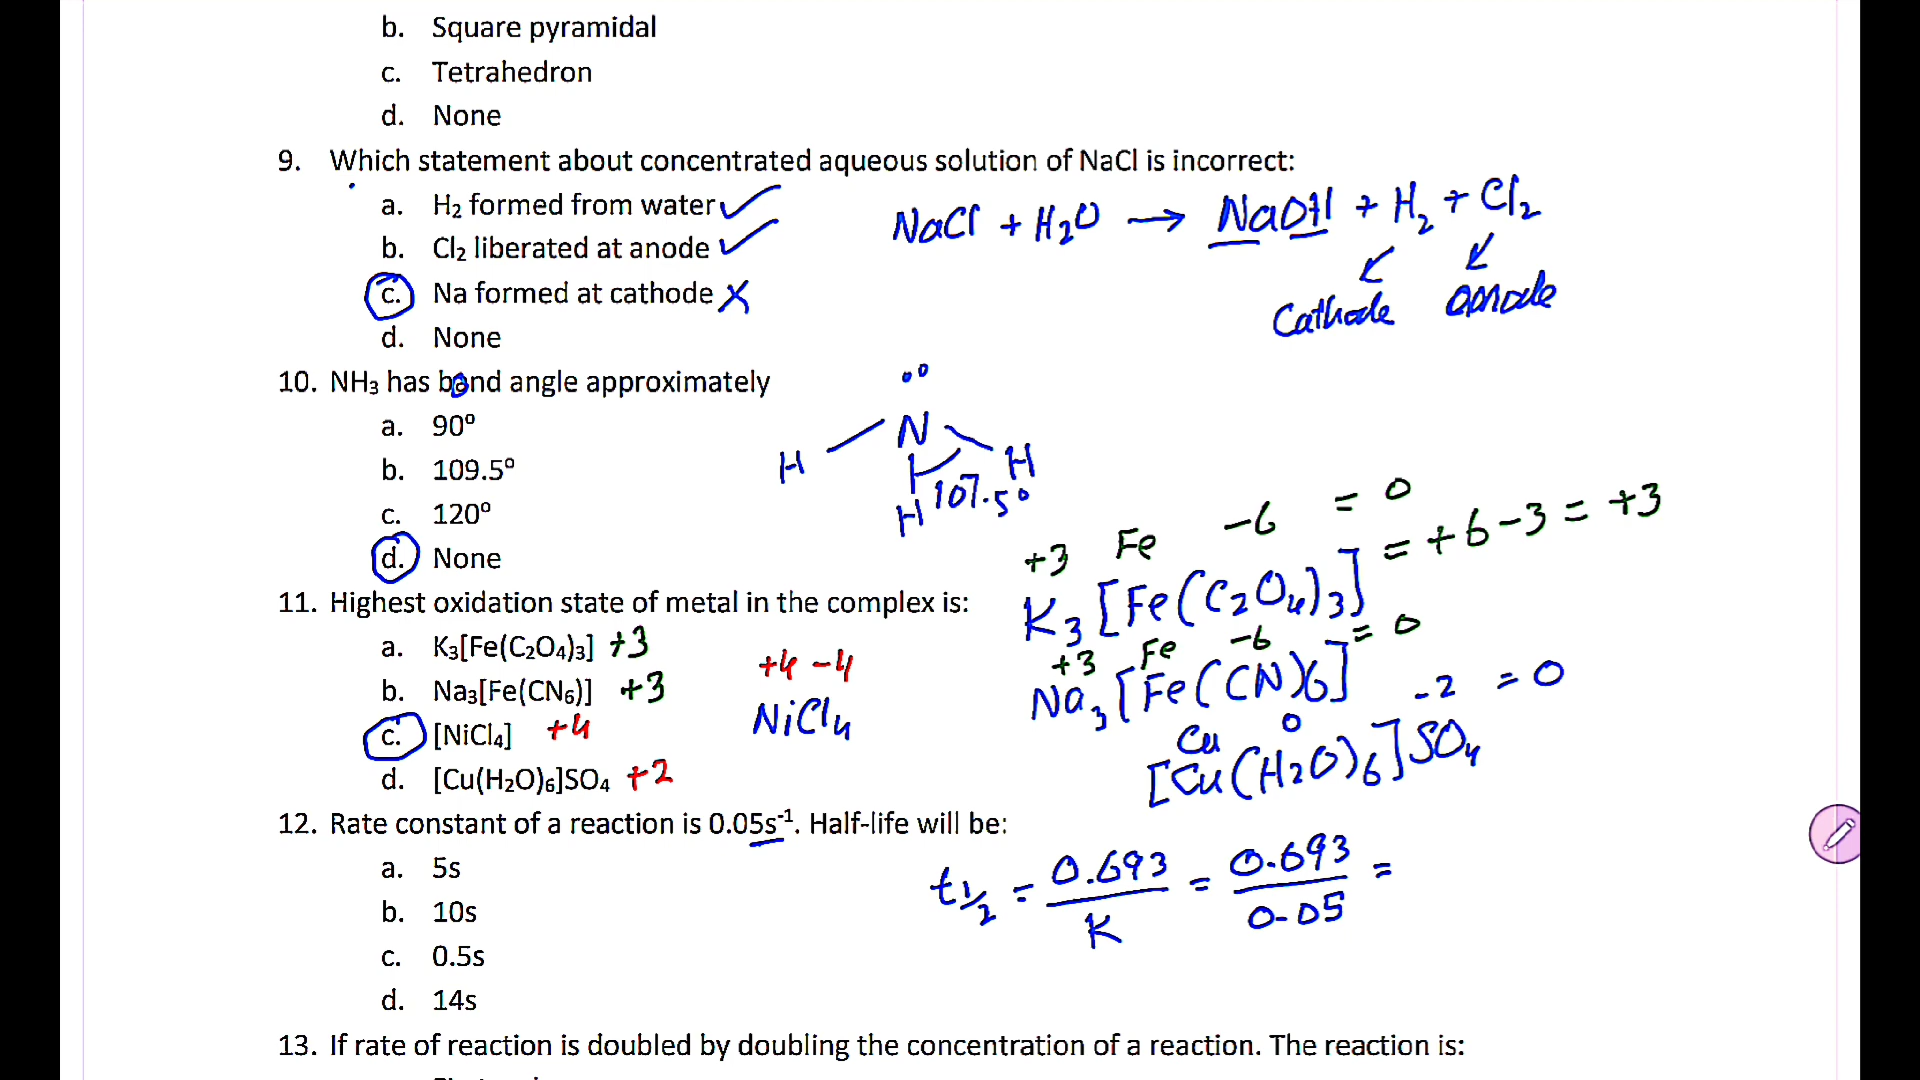 b. Square pyramidal
c. Tetrahedron
d. None
9. Which statement about concentrated aqueous solution of NaCl is incorrect:
a. H₂ formed from water ✓
b. Cl₂ liberated at anode ✓
c. Na formed at cathode X
d. None
NaCl + H₂O → NaOH + H₂ + Cl₂
Cathode anode
10. NH₃ has bond angle approximately
a. 90⁰
b. 109.5⁰
c. 120⁰
d. None
N
H H
H 107.5°
11. Highest oxidation state of metal in the complex is:
a. K₃[Fe(C₂O₄)₃] +3
b. Na₃[Fe(CN₆)] +3
c. [NiCl₄] +4
d. [Cu(H₂O)₆]SO₄ +2
+4 -4
NiCl₄
+3 Fe -6 = 0
K₃[Fe(C₂O₄)₃] = +6-3 = +3
+3 Fe -6 = 0
Na₃[Fe(CN)6]
Cu 0 -2 = 0
[Cu(H₂O)₆]SO₄
12. Rate constant of a reaction is 0.05s⁻¹. Half-life will be:
a. 5s
b. 10s
c. 0.5s
d. 14s
t½ = 0.693/K = 0.693/0.05 =
13. If rate of reaction is doubled by doubling the concentration of a reaction. The reaction is: